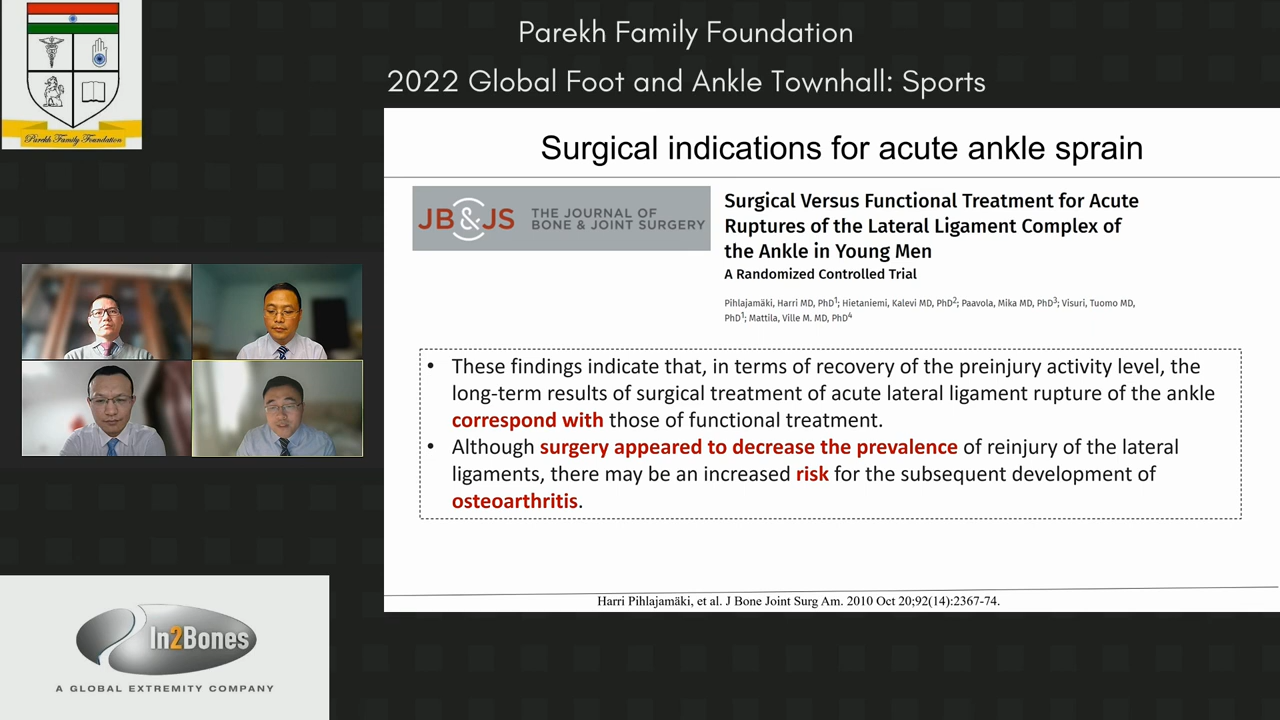 Parekh Family Foundation
2022 Global Foot and Ankle Townhall: Sports
Parekh Family Foundation
Surgical indications for acute ankle sprain
JB&JS
THE JOURNAL OF
BONE & JOINT SURGERY
Surgical Versus Functional Treatment for Acute
Ruptures of the Lateral Ligament Complex of
the Ankle in Young Men
A Randomized Controlled Trial
Pihlajamäki, Harri MD, PhD1; Hietaniemi, Kalevi MD, PhD2; Paavola, Mika MD, PhD3; Visuri, Tuomo MD,
PhD1; Mattila, Ville M. MD, PhD4
• These findings indicate that, in terms of recovery of the preinjury activity level, the
long-term results of surgical treatment of acute lateral ligament rupture of the ankle
correspond with those of functional treatment.
• Although surgery appeared to decrease the prevalence of reinjury of the lateral
ligaments, there may be an increased risk for the subsequent development of
osteoarthritis.
Harri Pihlajamäki, et al. J Bone Joint Surg Am. 2010 Oct 20;92(14):2367-74.
In2Bones
A GLOBAL EXTREMITY COMPANY